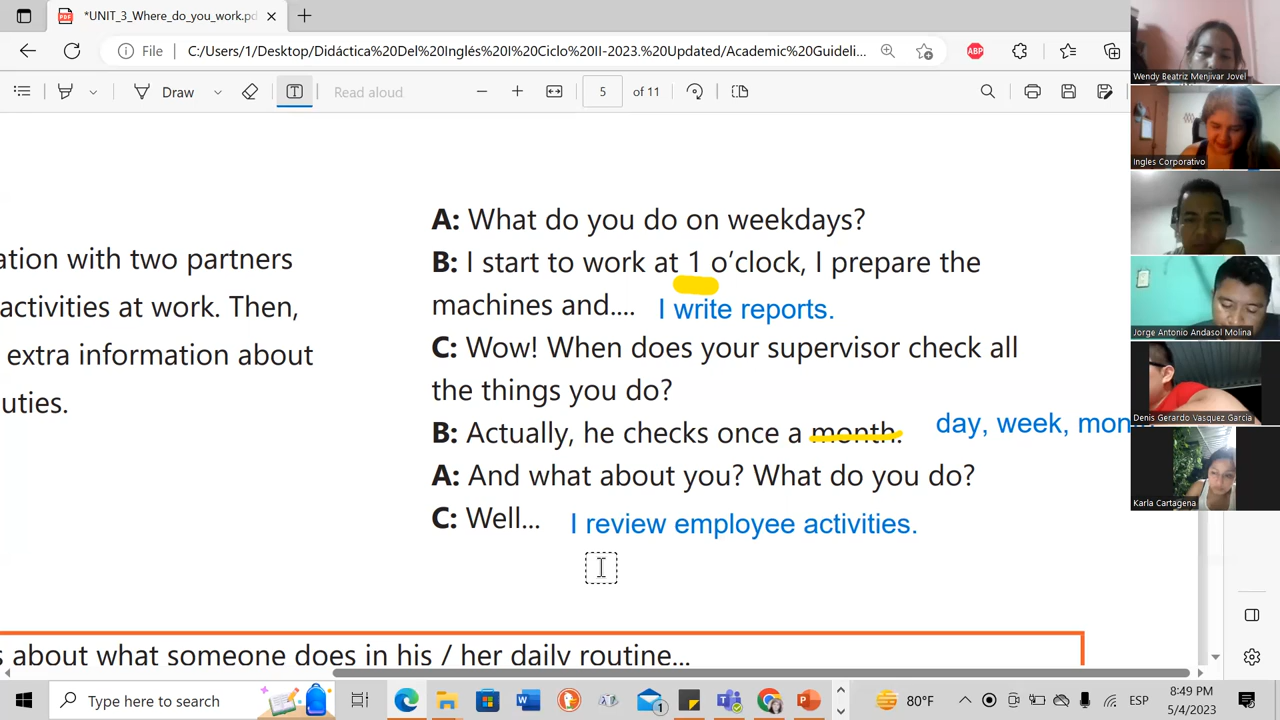 *UNIT_3_Where_do_you_work.pd
File
C:/Users/1/Desktop/Didáctica%20Del%20Inglés%20I%20Ciclo%20II-2023.%20Updated/Academic%20Guideli...
ABP
Draw
Read aloud
5
of 11
Wendy Beatriz Menjivar Jovel
Ingles Corporativo
Jorge Antonio Andasol Molina
Denis Gerardo Vasquez Garcia
Karla Cartagena
ation with two partners
activities at work. Then,
extra information about
uties.
A: What do you do on weekdays?
B: I start to work at 1 o'clock, I prepare the
machines and.... I write reports.
C: Wow! When does your supervisor check all
the things you do?
B: Actually, he checks once a month. day, week, mon
A: And what about you? What do you do?
C: Well... I review employee activities.
s about what someone does in his / her daily routine...
Type here to search
1
80°F
ESP
8:49 PM
5/4/2023